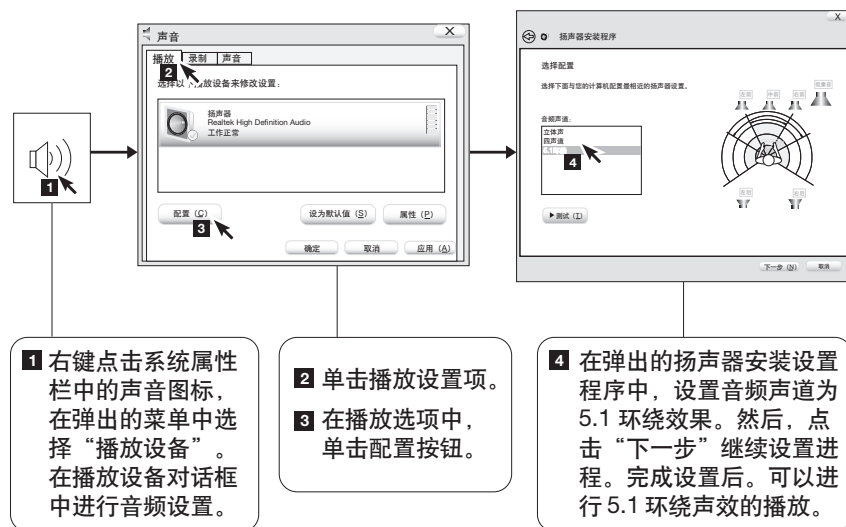 声音
X
播放 录制 声音
2
设备来修改设置：
扬声器
Realtek High Definition Audio
工作正常
配置 (C)
3
设为默认值 (S)
属性 (P)
确定
取消
应用 (A)
1
X
扬声器安装程序
选择配置
选择下面与您的计算机配置最相近的扬声器设置。
音频声道：
立体声
四声道
4
测试 (T)
左前
中前
右前
下一步 (N)
取消
1 右键点击系统属性
栏中的声音图标，
在弹出的菜单中选
择“播放设备”。
在播放设备对话框
中进行音频设置。
2 单击播放设置项。
3 在播放选项中，
单击配置按钮。
4 在弹出的扬声器安装设置
程序中，设置音频声道为
5.1 环绕效果。然后，点
击“下一步”继续设置进
程。完成设置后。可以进
行 5.1 环绕声效的播放。